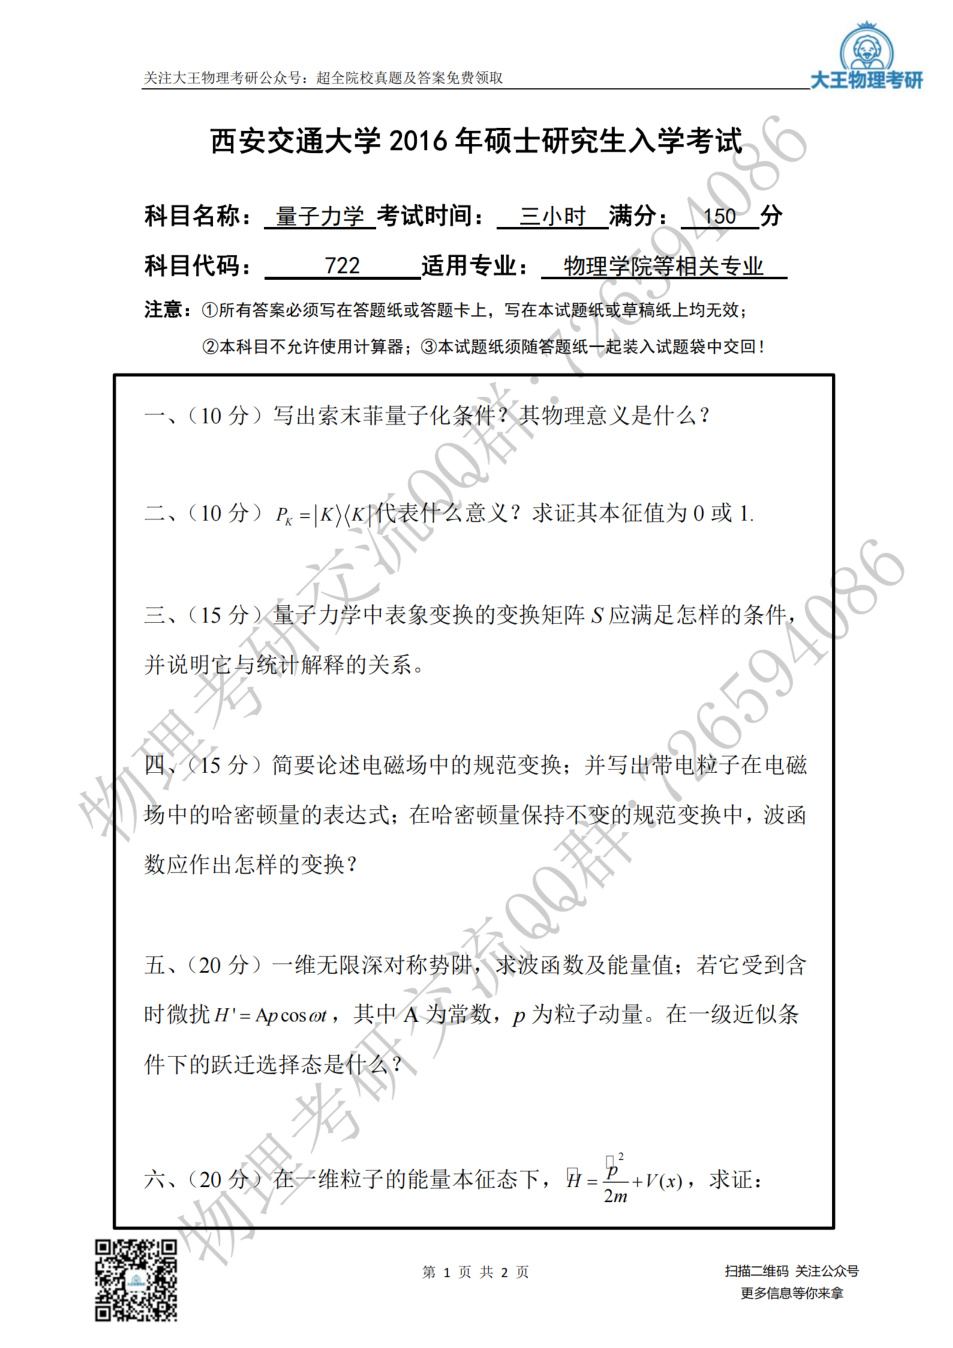 关注大王物理考研公众号：超全院校真题及答案免费领取
大王物理考研
西安交通大学 2016 年硕士研究生入学考试
科目名称： 量子力学 考试时间： 三小时 满分： 150 分
科目代码： 722 适用专业： 物理学院等相关专业
注意：①所有答案必须写在答题纸或答题卡上，写在本试题纸或草稿纸上均无效；
②本科目不允许使用计算器；③本试题纸须随答题纸一起装入试题袋中交回！
一、（10 分）写出索末菲量子化条件？其物理意义是什么？
二、（10 分） P_K = |K⟩⟨K| 代表什么意义？求证其本征值为 0 或 1.
三、（15 分）量子力学中表象变换的变换矩阵 S 应满足怎样的条件，
并说明它与统计解释的关系。
四、（15 分）简要论述电磁场中的规范变换；并写出带电粒子在电磁
场中的哈密顿量的表达式；在哈密顿量保持不变的规范变换中，波函
数应作出怎样的变换？
五、（20 分）一维无限深对称势阱，求波函数及能量值；若它受到含
时微扰 H' = Ap cos ωt ，其中 A 为常数，p 为粒子动量。在一级近似条
件下的跃迁选择态是什么？
六、（20 分）在一维粒子的能量本征态下， H = p²/2m + V(x) ，求证：
物理考研交流QQ群：726594086
物理考研交流QQ群：726594086
大王物理考研
第 1 页 共 2 页
扫描二维码 关注公众号
更多信息等你来拿